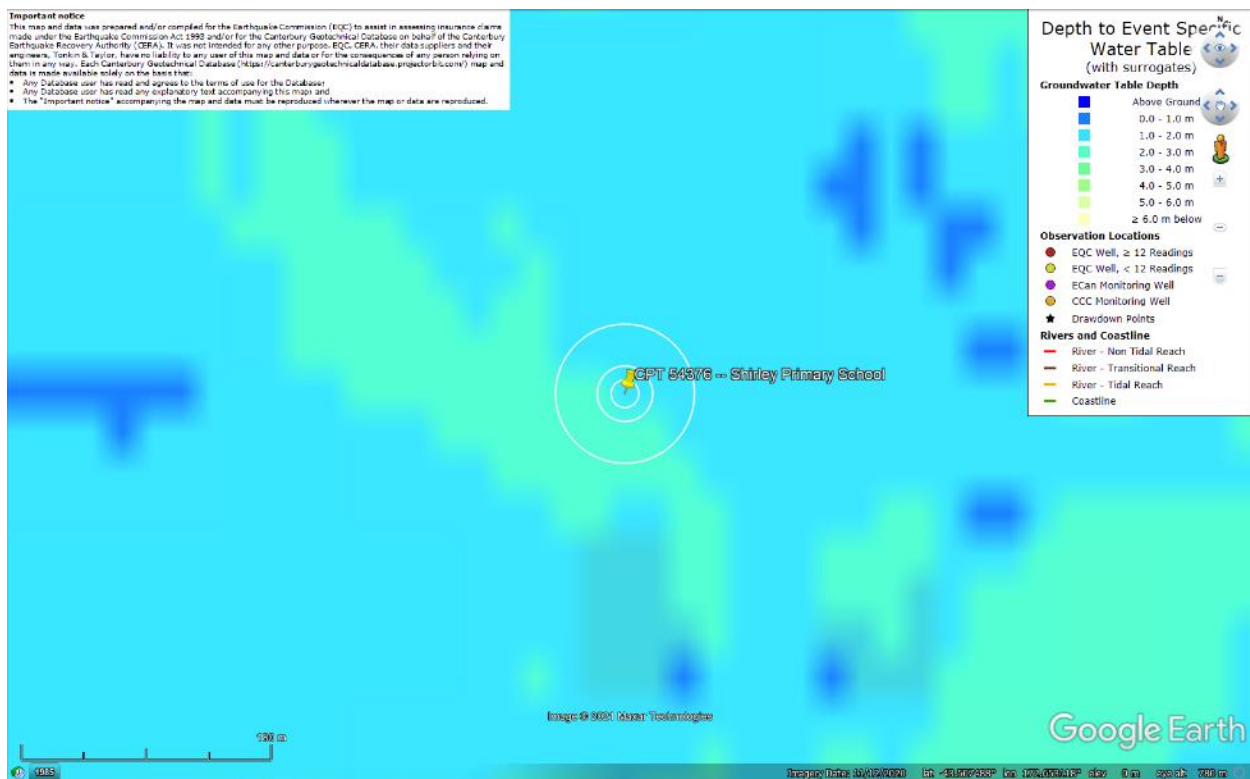 Important notice
This map and data was prepared and/or compiled for the Earthquake Commission (EQC) to assist in assessing insurance claims
made under the Earthquake Commission Act 1993 and/or for the Canterbury Geotechnical Database on behalf of the Canterbury
Earthquake Recovery Authority (CERA). It was not intended for any other purpose. EQC, CERA, their data suppliers and their
engineers, Tonkin & Taylor, have no liability to any user of this map and data or for the consequences of any person relying on
them in any way. Each Canterbury Geotechnical Database (https://canterburygeotechnicaldatabase.projectorbit.com/) map and
data is made available solely on the basis that:
• Any Database user has read and agrees to the terms of use for the Database;
• Any Database user has read any explanatory text accompanying this map; and
• The "Important notice" accompanying the map and data must be reproduced wherever the map or data are reproduced.
Depth to Event Specific
Water Table
(with surrogates)
Groundwater Table Depth
Above Ground
0.0 - 1.0 m
1.0 - 2.0 m
2.0 - 3.0 m
3.0 - 4.0 m
4.0 - 5.0 m
5.0 - 6.0 m
≥ 6.0 m below
Observation Locations
EQC Well, ≥ 12 Readings
EQC Well, < 12 Readings
ECan Monitoring Well
CCC Monitoring Well
Drawdown Points
Rivers and Coastline
River - Non Tidal Reach
River - Transitional Reach
River - Tidal Reach
Coastline
N
CPT 54376 -- Shirley Primary School
Image © 2021 Maxar Technologies
Google Earth
1985
Imagery Date: 11/12/2020 lat lon elev 0 m eye alt 780 m